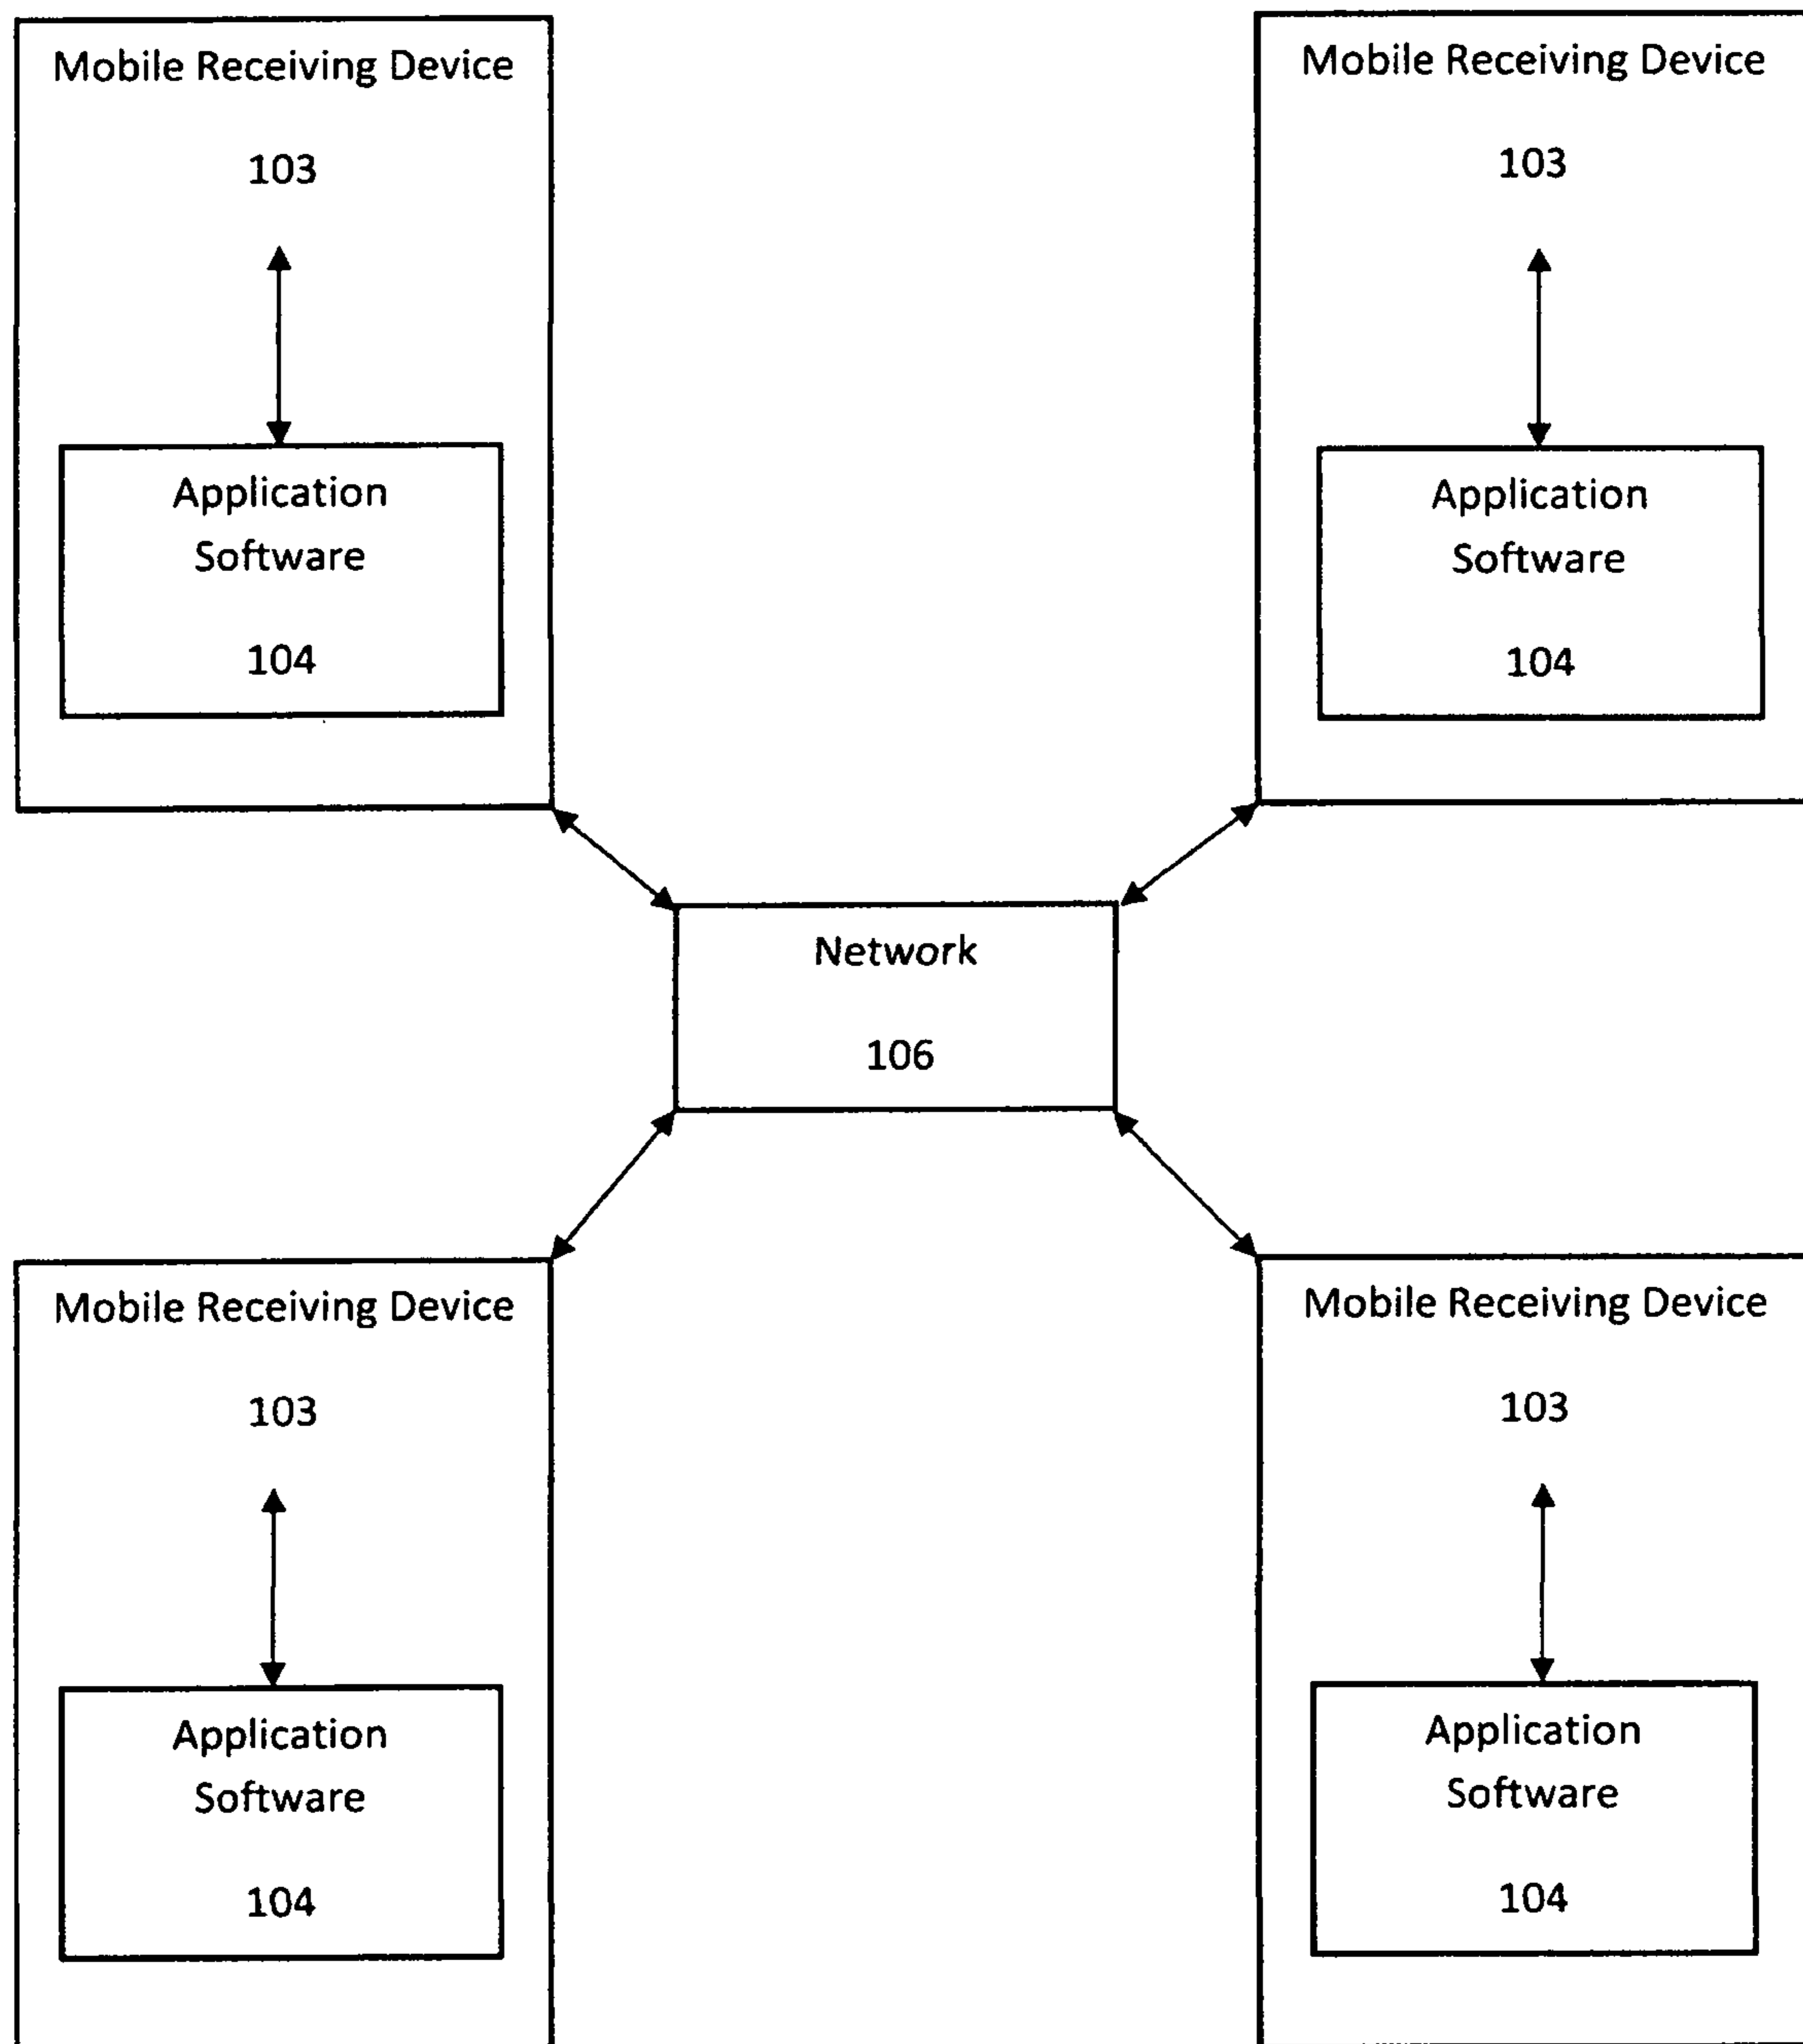 Mobile Receiving Device
103
Application
Software
104
Mobile Receiving Device
103
Application
Software
104
Network
106
Mobile Receiving Device
103
Application
Software
104
Mobile Receiving Device
103
Application
Software
104